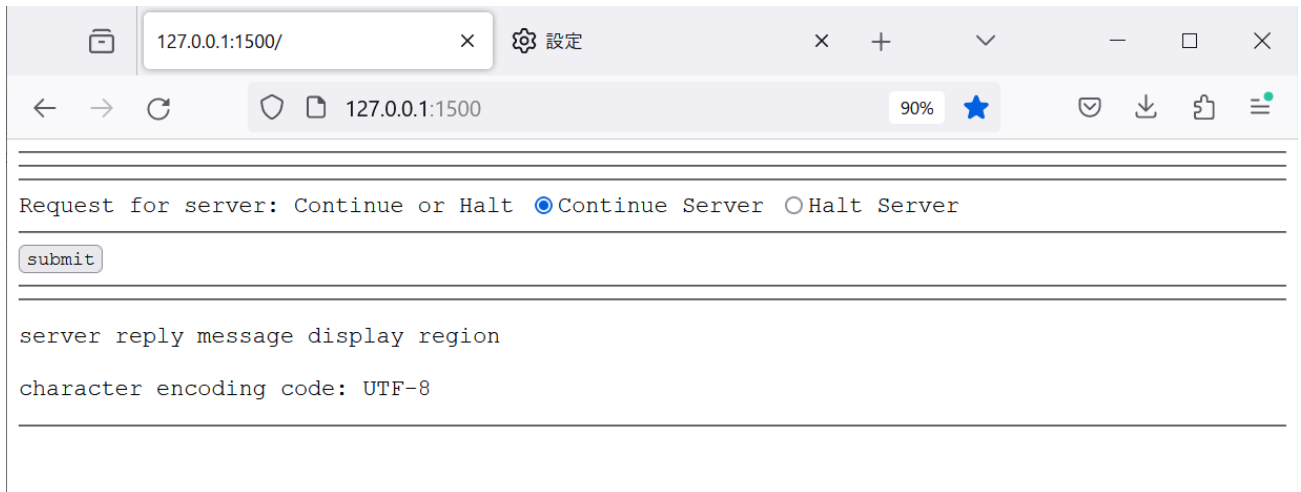 127.0.0.1:1500/
設定
127.0.0.1:1500
90%
Request for server: Continue or Halt Continue Server Halt Server
submit
server reply message display region
character encoding code: UTF-8